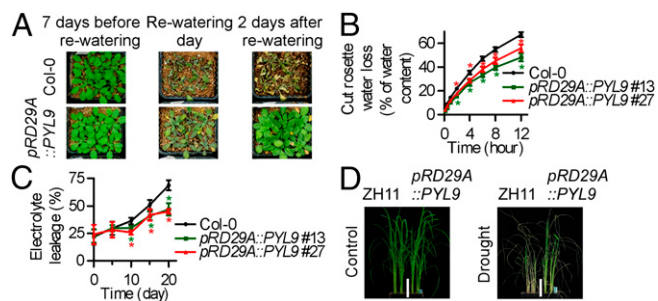 A
7 days before
re-watering
Re-watering
day
2 days after
re-watering
Col-0
pRD29A
::PYL9
B
Cut rosette
water loss
(% of water
content)
60
40
20
0
0 4 8 12
Time (hour)
Col-0
pRD29A::PYL9 #13
pRD29A::PYL9 #27
* * * * * * * *
C
Electrolyte
leakage (%)
75
50
25
0
0 10 20
Time (day)
Col-0
pRD29A::PYL9 #13
pRD29A::PYL9 #27
* * * * * *
D
pRD29A
ZH11 ::PYL9
Control
pRD29A
ZH11 ::PYL9
Drought